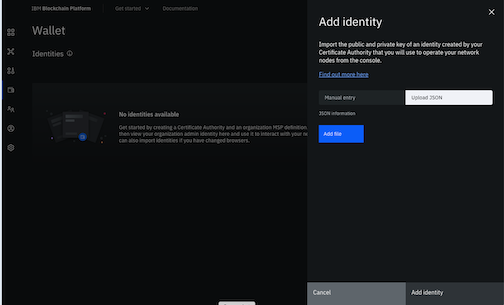 IBM Blockchain Platform
Get started
Documentation
Wallet
Identities
No identities available
Get started by creating a Certificate Authority and an organization MSP definition.
then view your organization admin identity here and use it to interact with your
can also import identities if you have changed browsers.
Add identity
Import the public and private key of an identity created by your
Certificate Authority that you will use to operate your network
nodes from the console.
Find out more here
Manual entry
Upload JSON
JSON information
Add file
Cancel
Add identity